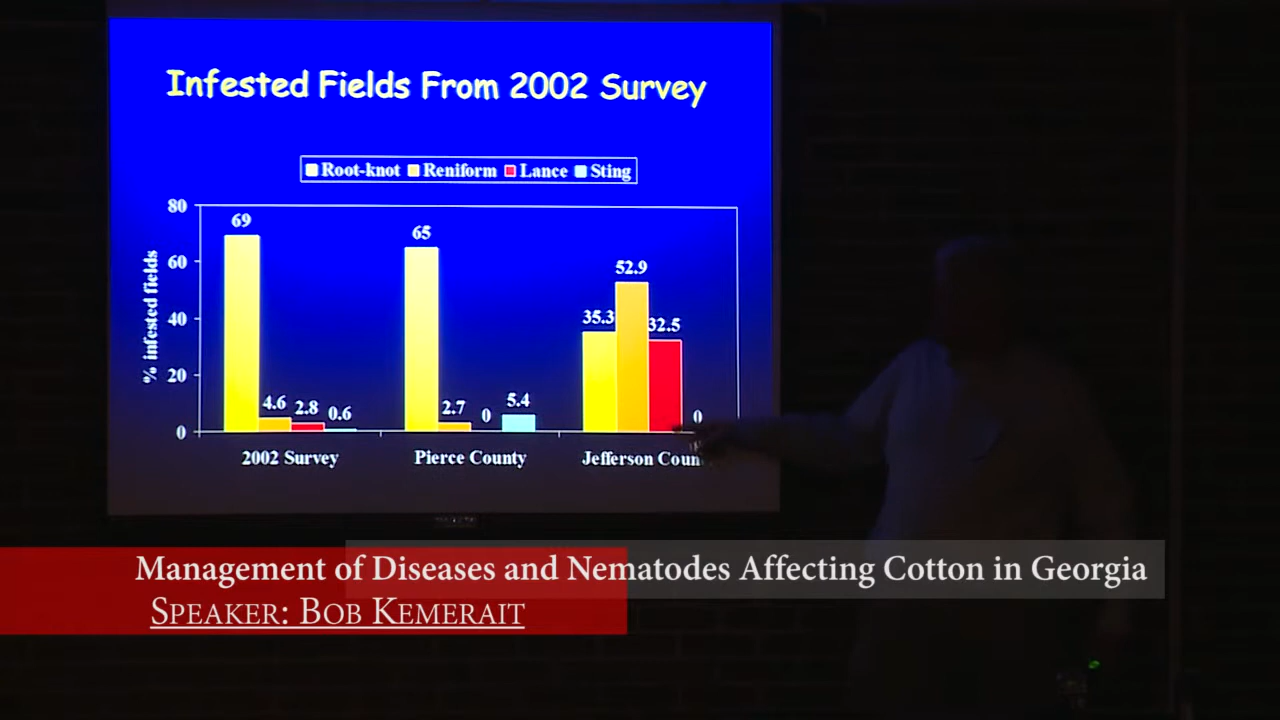 Infested Fields From 2002 Survey
Root-knot Reniform Lance Sting
80
60
40
20
0
% infested fields
69
4.6
2.8
0.6
65
2.7
0
5.4
35.3
52.9
32.5
0
2002 Survey
Pierce County
Jefferson Coun
Management of Diseases and Nematodes Affecting Cotton in Georgia
SPEAKER: BOB KEMERAIT